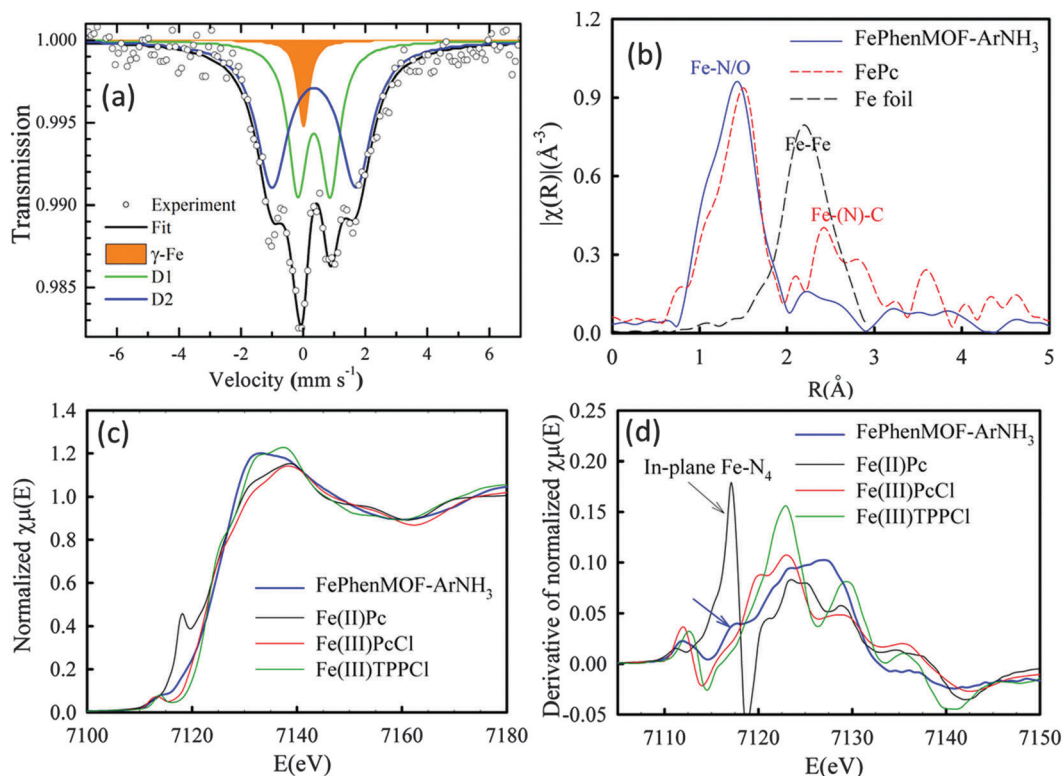 (a)
1.000
0.995
0.990
0.985
Transmission
Experiment
Fit
γ-Fe
D1
D2
-6 -4 -2 0 2 4 6
Velocity (mm s⁻¹)
(b)
Fe-N/O
FePhenMOF-ArNH₃
FePc
Fe foil
Fe-Fe
Fe-(N)-C
0.9
0.6
0.3
0.0
|χ(R)|(Å⁻³)
0 1 2 3 4 5
R(Å)
(c)
1.4
1.2
1.0
0.8
0.6
0.4
0.2
0.0
Normalized χμ(E)
FePhenMOF-ArNH₃
Fe(II)Pc
Fe(III)PcCl
Fe(III)TPPCl
7100 7120 7140 7160 7180
E(eV)
(d)
0.25
0.20
0.15
0.10
0.05
0.00
-0.05
Derivative of normalized χμ(E)
In-plane Fe-N₄
FePhenMOF-ArNH₃
Fe(II)Pc
Fe(III)PcCl
Fe(III)TPPCl
7110 7120 7130 7140 7150
E(eV)